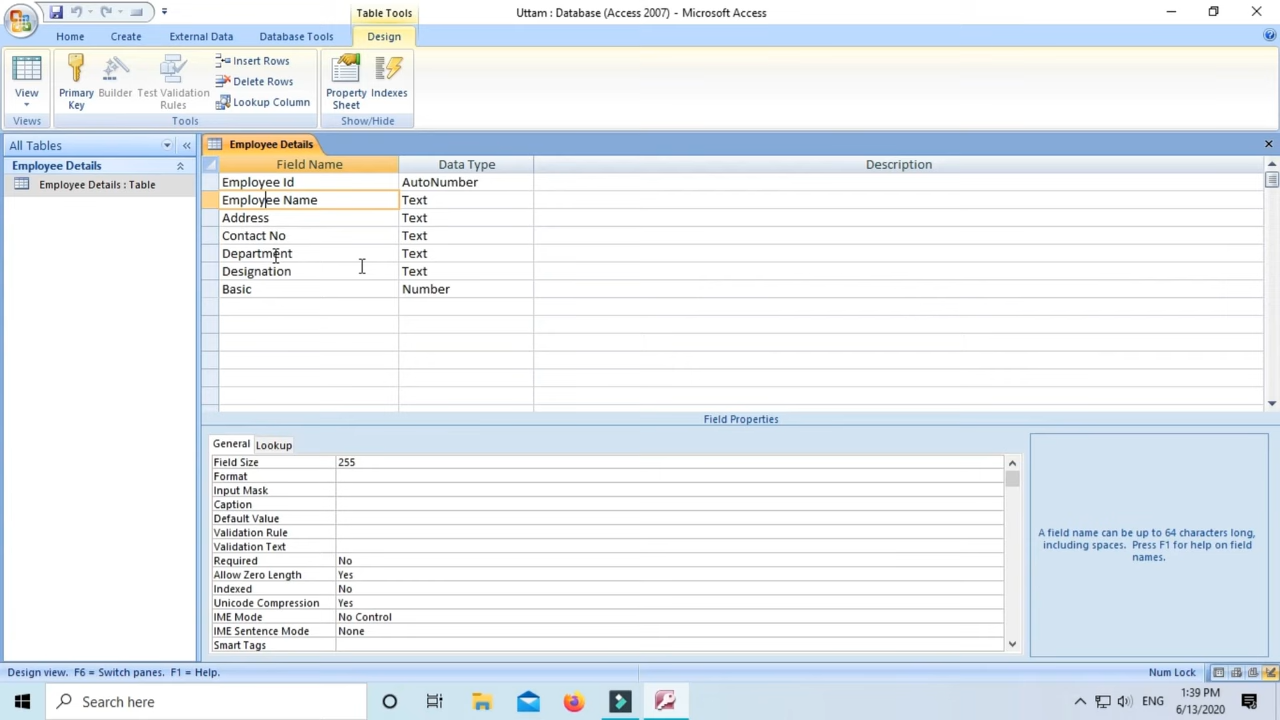 Uttam : Database (Access 2007) - Microsoft Access
Table Tools
Home Create External Data Database Tools Design
View
Views
Primary Key
Builder
Test Validation Rules
Insert Rows
Delete Rows
Lookup Column
Tools
Property Sheet
Indexes
Show/Hide
All Tables
Employee Details
Employee Details : Table
Employee Details
Field Name Data Type Description
Employee Id AutoNumber
Employee Name Text
Address Text
Contact No Text
Department Text
Designation Text
Basic Number
Field Properties
General Lookup
Field Size 255
Format
Input Mask
Caption
Default Value
Validation Rule
Validation Text
Required No
Allow Zero Length Yes
Indexed No
Unicode Compression Yes
IME Mode No Control
IME Sentence Mode None
Smart Tags
A field name can be up to 64 characters long,
including spaces. Press F1 for help on field
names.
Design view. F6 = Switch panes. F1 = Help.
Num Lock
Search here
ENG
1:39 PM
6/13/2020